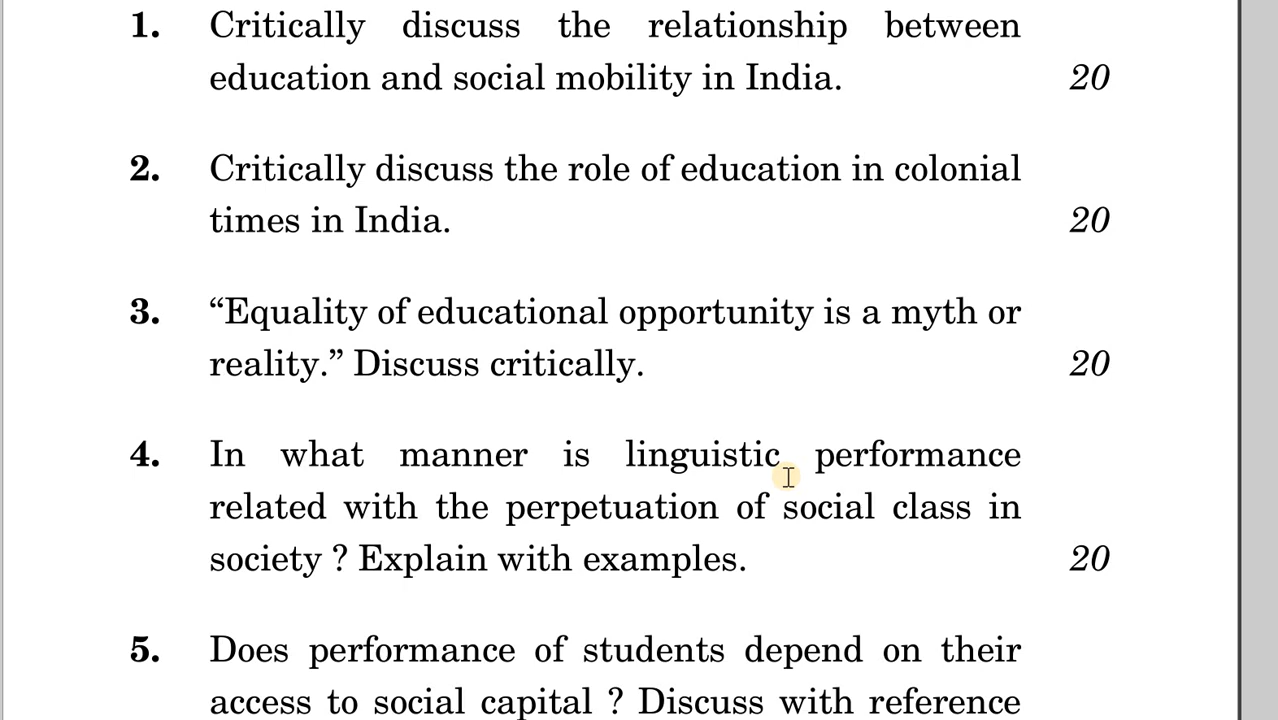 1. Critically discuss the relationship between
education and social mobility in India. 20
2. Critically discuss the role of education in colonial
times in India. 20
3. “Equality of educational opportunity is a myth or
reality.” Discuss critically. 20
4. In what manner is linguistic performance
related with the perpetuation of social class in
society ? Explain with examples. 20
5. Does performance of students depend on their
access to social capital ? Discuss with reference